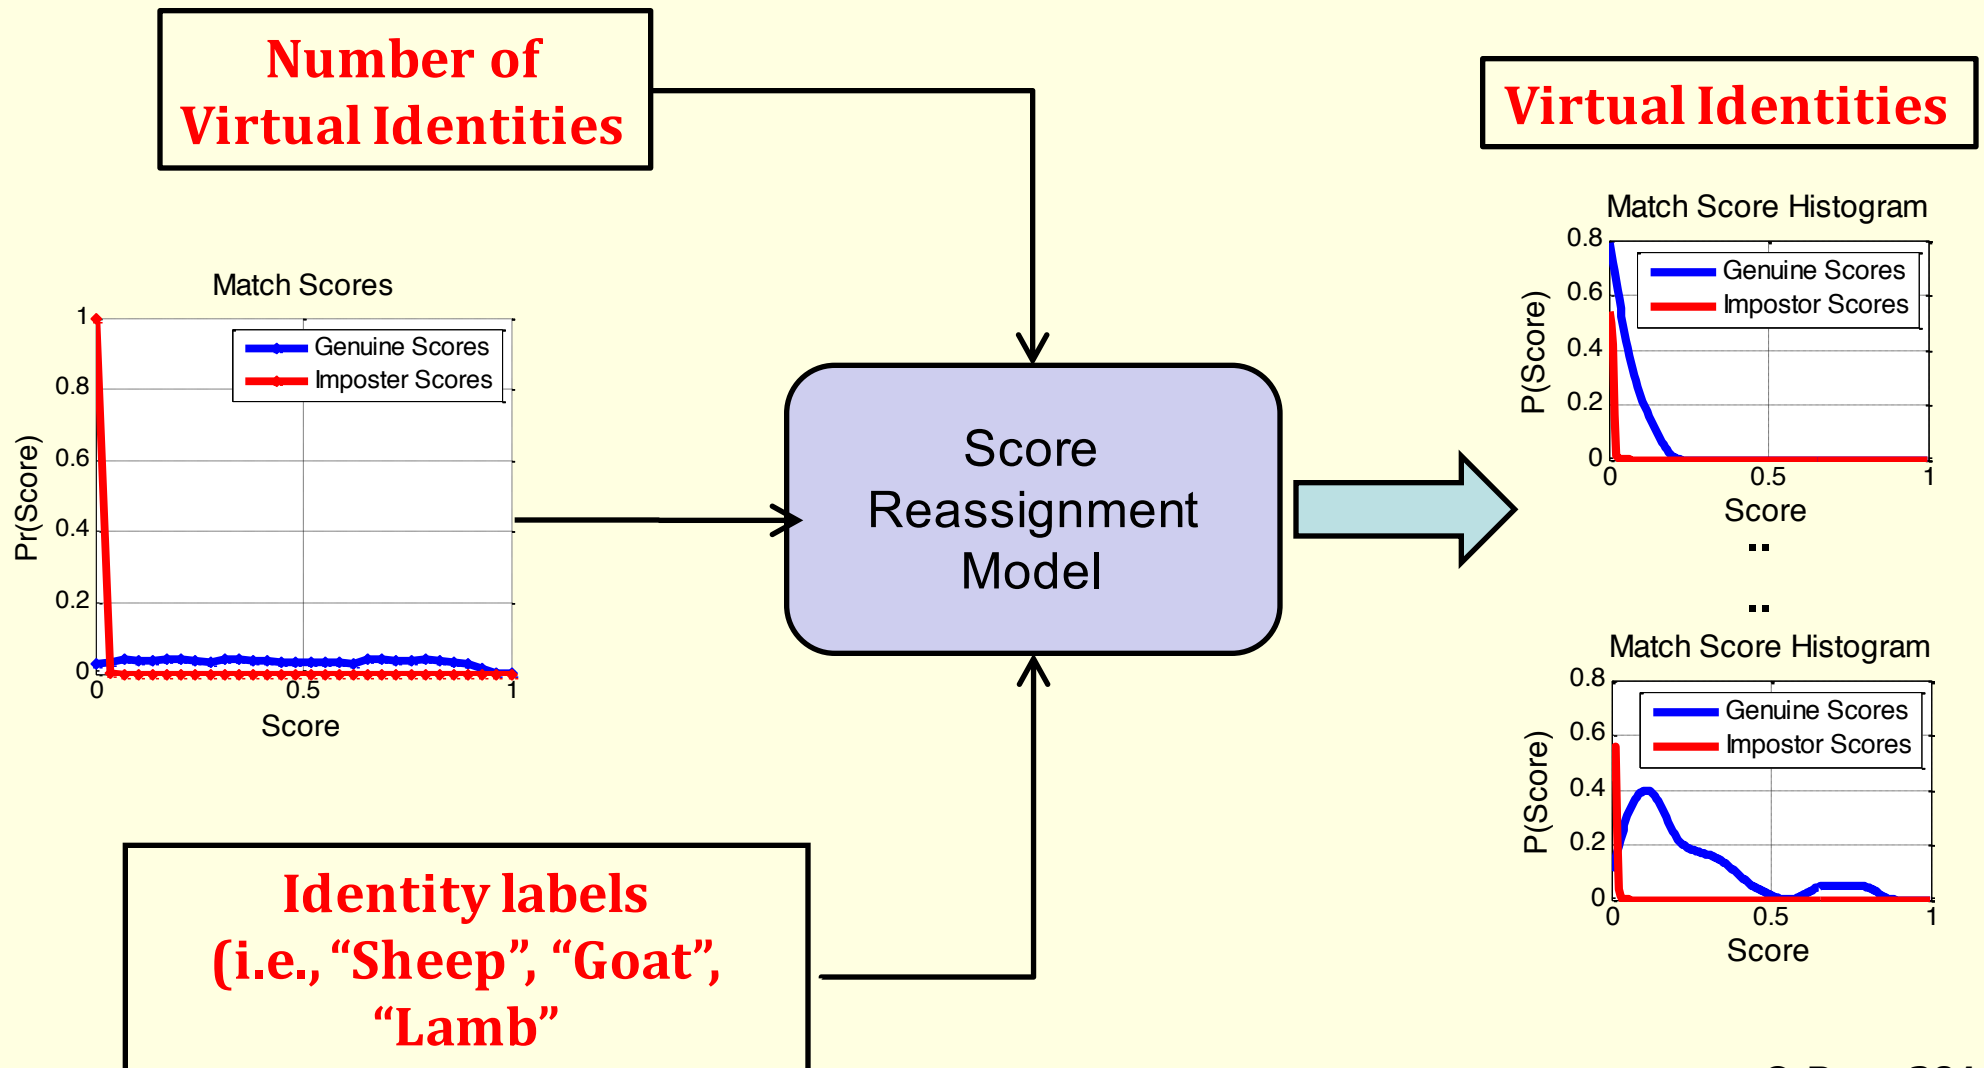 Number of
Virtual Identities
Virtual Identities
Match Scores
1
0.8
0.6
0.4
0.2
0
0 0.5 1
Pr(Score)
Score
Genuine Scores
Imposter Scores
Score
Reassignment
Model
Match Score Histogram
0.8
0.6
0.4
0.2
0
0 0.5 1
P(Score)
Score
Genuine Scores
Impostor Scores
..
..
Match Score Histogram
0.8
0.6
0.4
0.2
0
0 0.5 1
P(Score)
Score
Genuine Scores
Impostor Scores
Identity labels
(i.e., “Sheep”, “Goat”,
“Lamb”